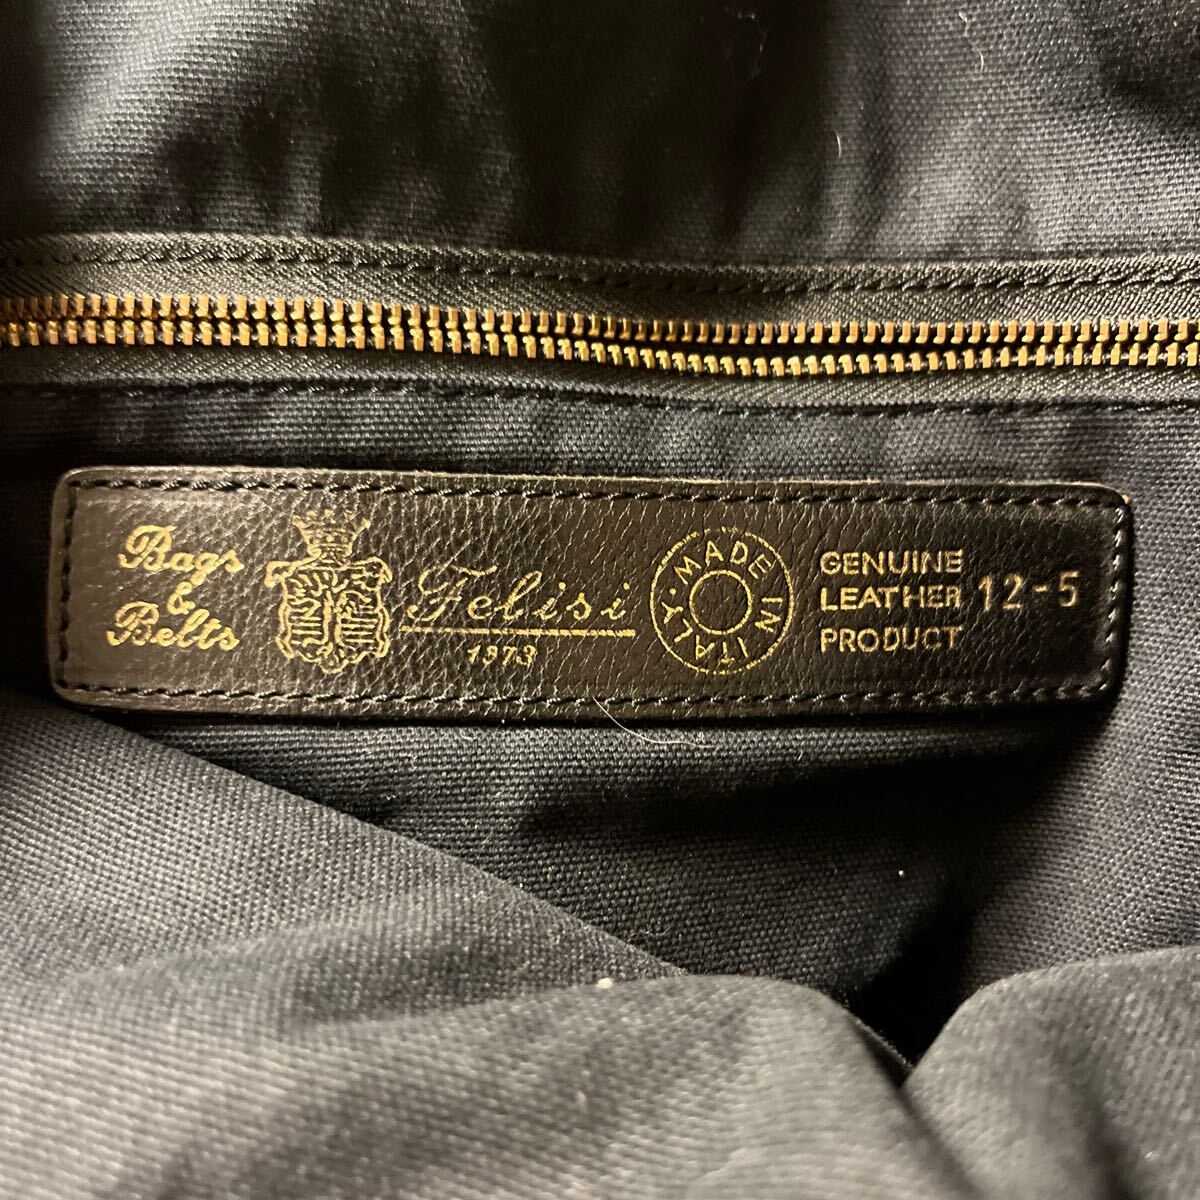 Bags
&
Belts
Felisi
1973
MADE IN ITALY
GENUINE
LEATHER
PRODUCT
12-5